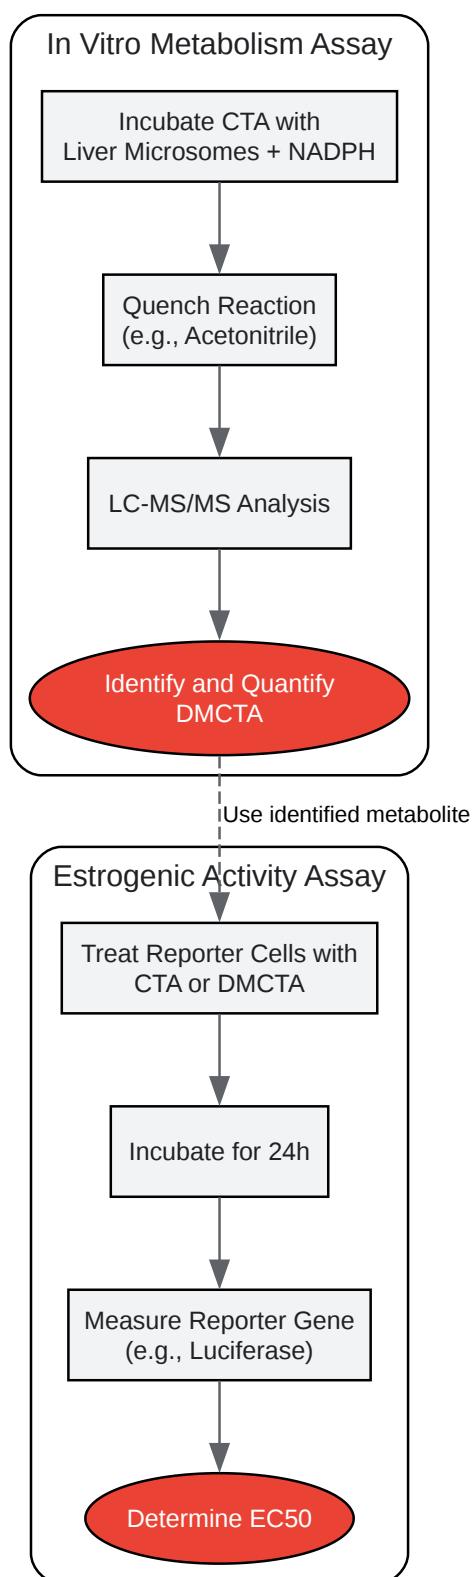 In Vitro Metabolism Assay
Incubate CTA with
Liver Microsomes + NADPH
Quench Reaction
(e.g., Acetonitrile)
LC-MS/MS Analysis
Identify and Quantify
DMCTA
Use identified metabolite
Estrogenic Activity Assay
Treat Reporter Cells with
CTA or DMCTA
Incubate for 24h
Measure Reporter Gene
(e.g., Luciferase)
Determine EC50